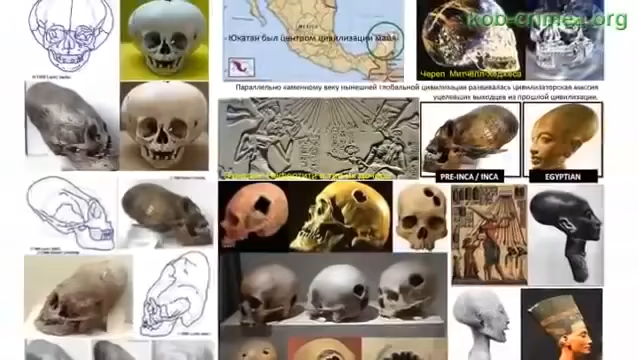 kob-crimea.org
MEXICO
Юкатан был центром цивилизации майя
Череп Митчелл-Хеджеса
Параллельно каменному веку нынешней глобальной цивилизации развивалась цивилизаторская миссия
уцелевших выходцев из прошлой цивилизации.
PRE-INCA / INCA
EGYPTIAN